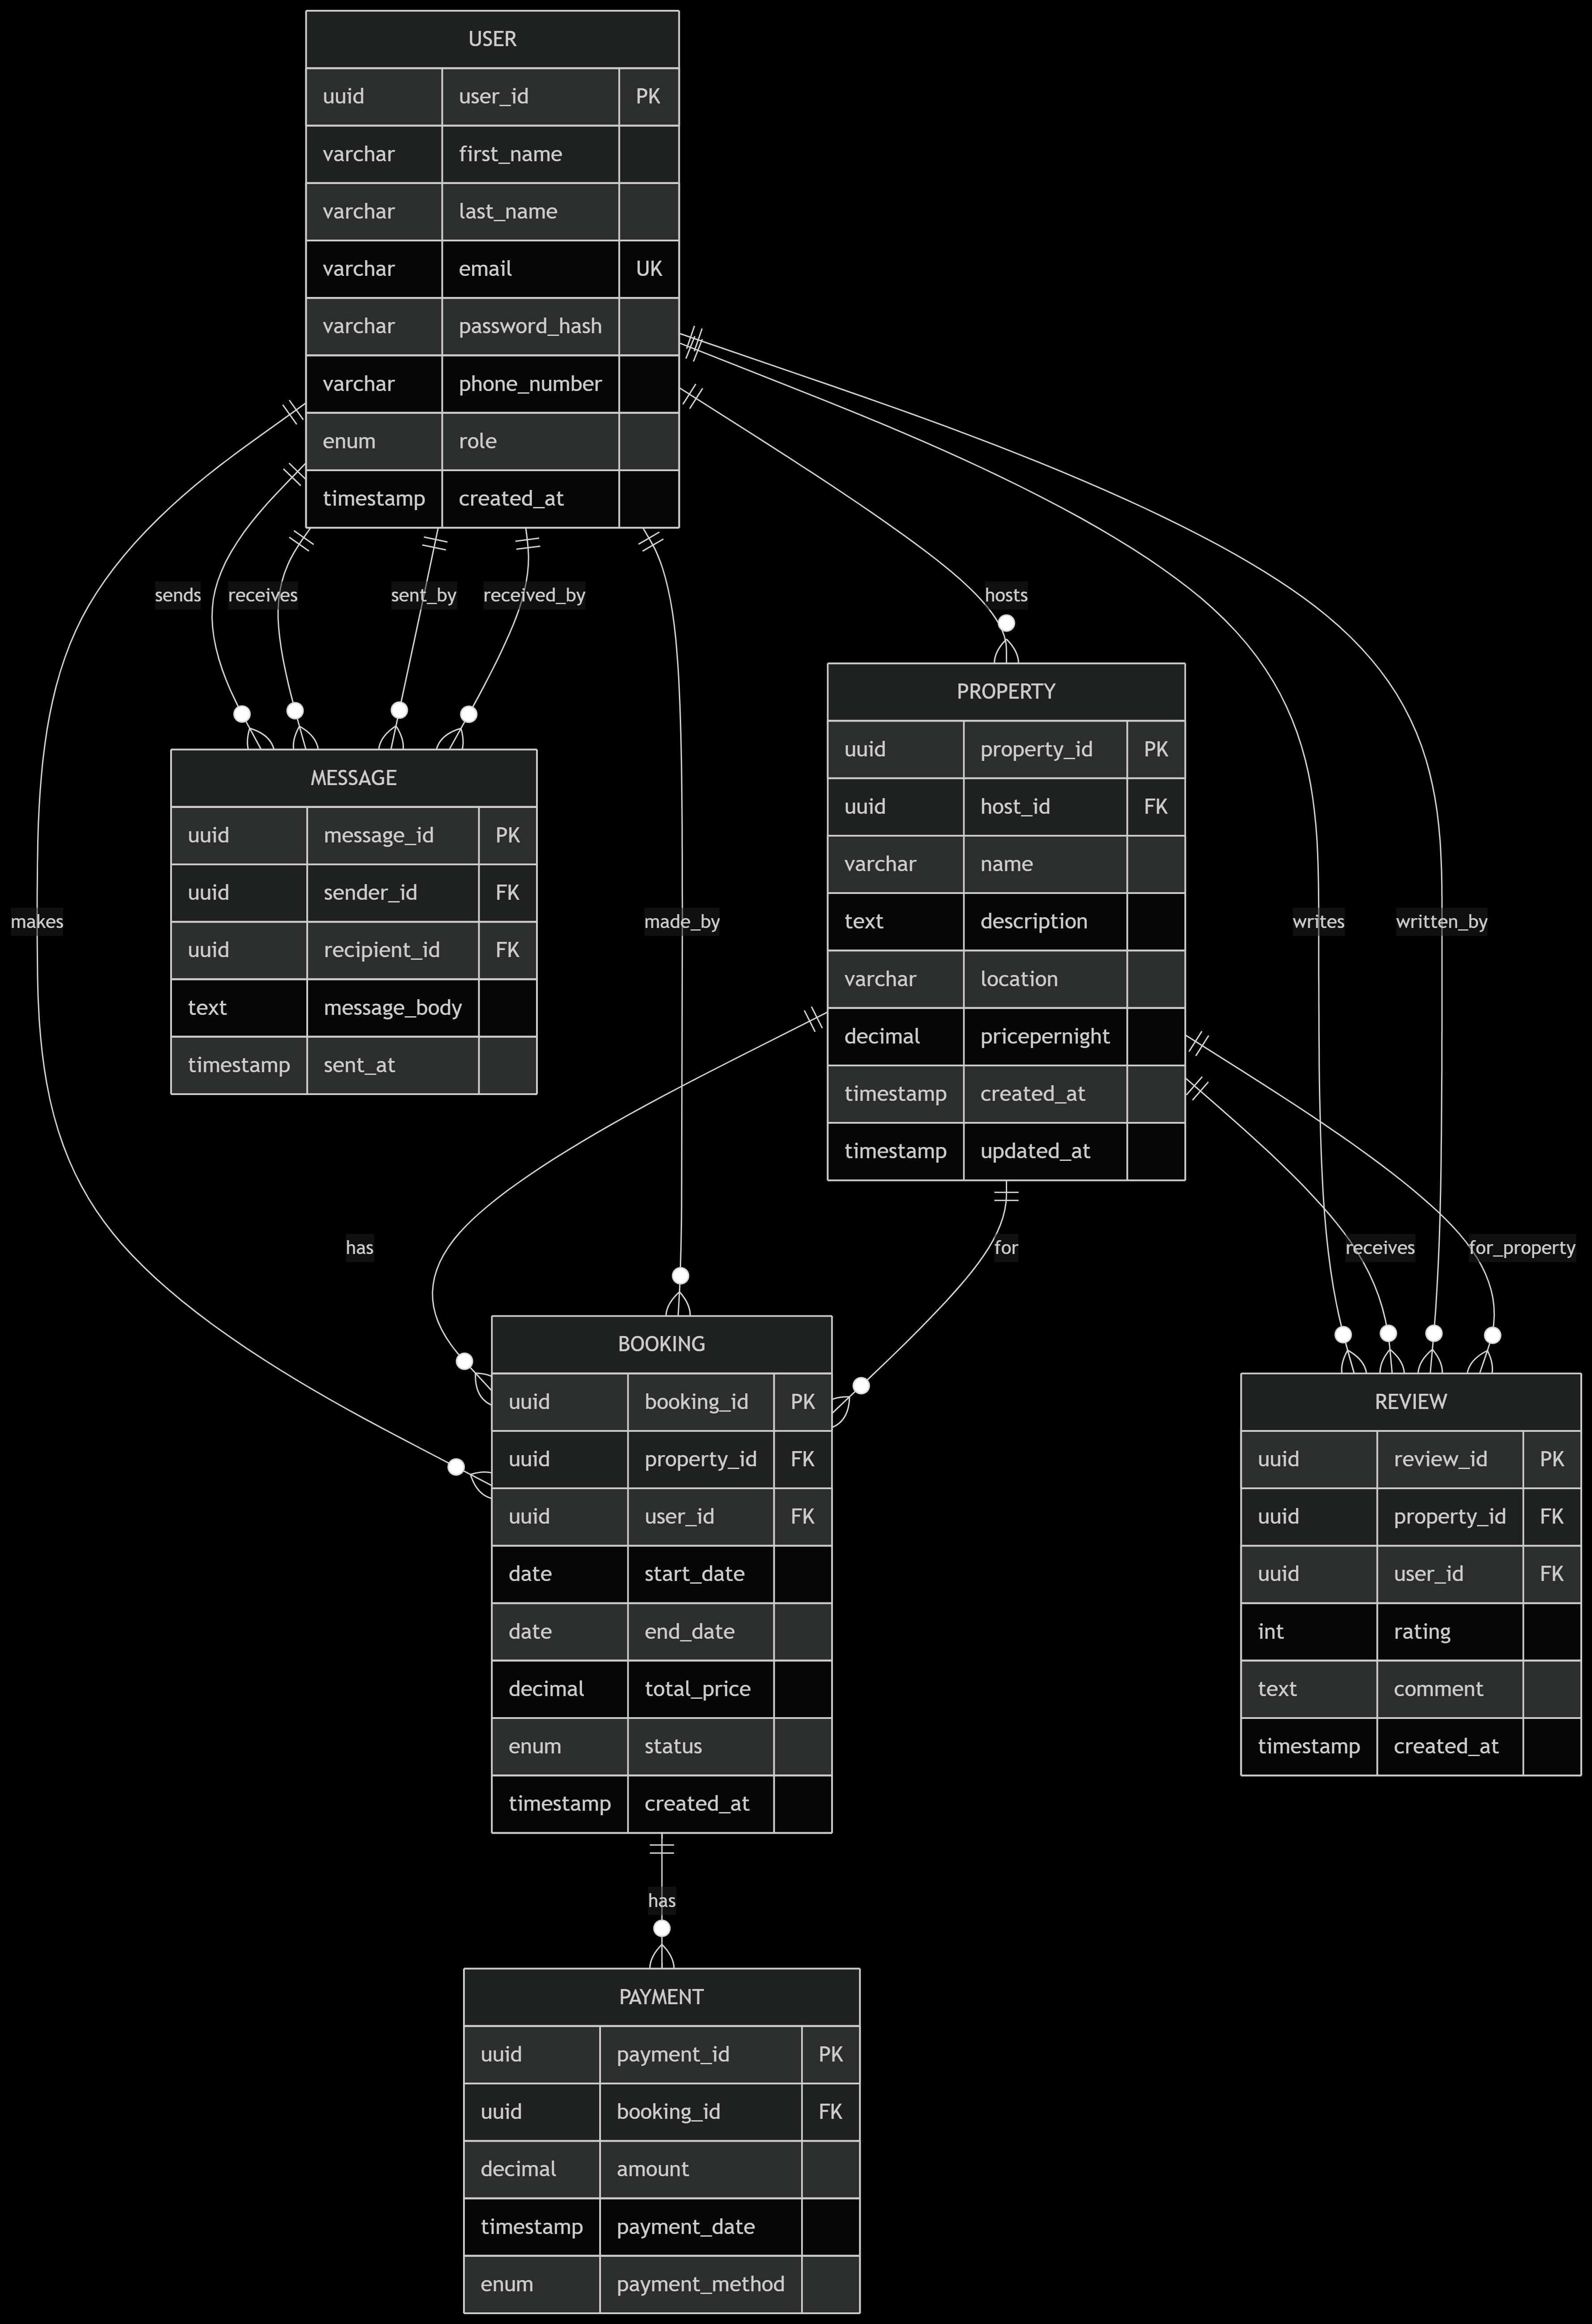 USER
uuid user_id PK
varchar first_name
varchar last_name
varchar email UK
varchar password_hash
varchar phone_number
enum role
timestamp created_at
sends
receives
sent_by
received_by
hosts
MESSAGE
uuid message_id PK
uuid sender_id FK
uuid recipient_id FK
text message_body
timestamp sent_at
PROPERTY
uuid property_id PK
uuid host_id FK
varchar name
text description
varchar location
decimal pricepernight
timestamp created_at
timestamp updated_at
makes
made_by
writes
written_by
has
for
receives
for_property
BOOKING
uuid booking_id PK
uuid property_id FK
uuid user_id FK
date start_date
date end_date
decimal total_price
enum status
timestamp created_at
REVIEW
uuid review_id PK
uuid property_id FK
uuid user_id FK
int rating
text comment
timestamp created_at
has
PAYMENT
uuid payment_id PK
uuid booking_id FK
decimal amount
timestamp payment_date
enum payment_method